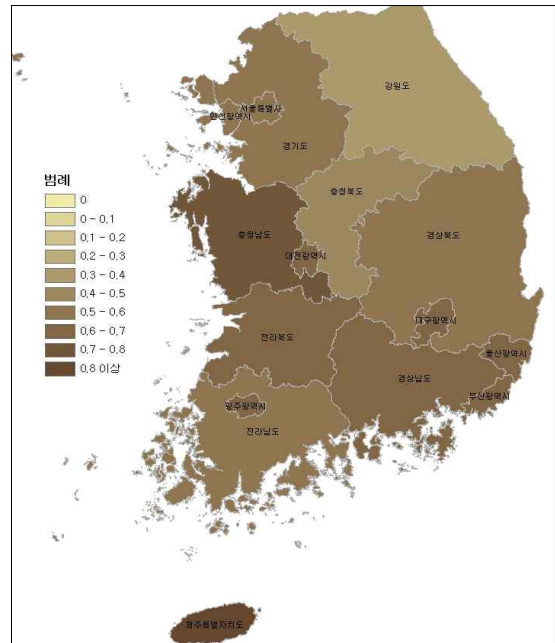 강원도
서울특별시
인천광역시
경기도
충청북도
범례
0
0 – 0.1
0.1 – 0.2
0.2 – 0.3
0.3 – 0.4
0.4 – 0.5
0.5 – 0.6
0.6 – 0.7
0.7 – 0.8
0.8 이상
충청남도
경상북도
대전광역시
대구광역시
전라북도
울산광역시
경상남도
부산광역시
광주광역시
전라남도
제주특별자치도